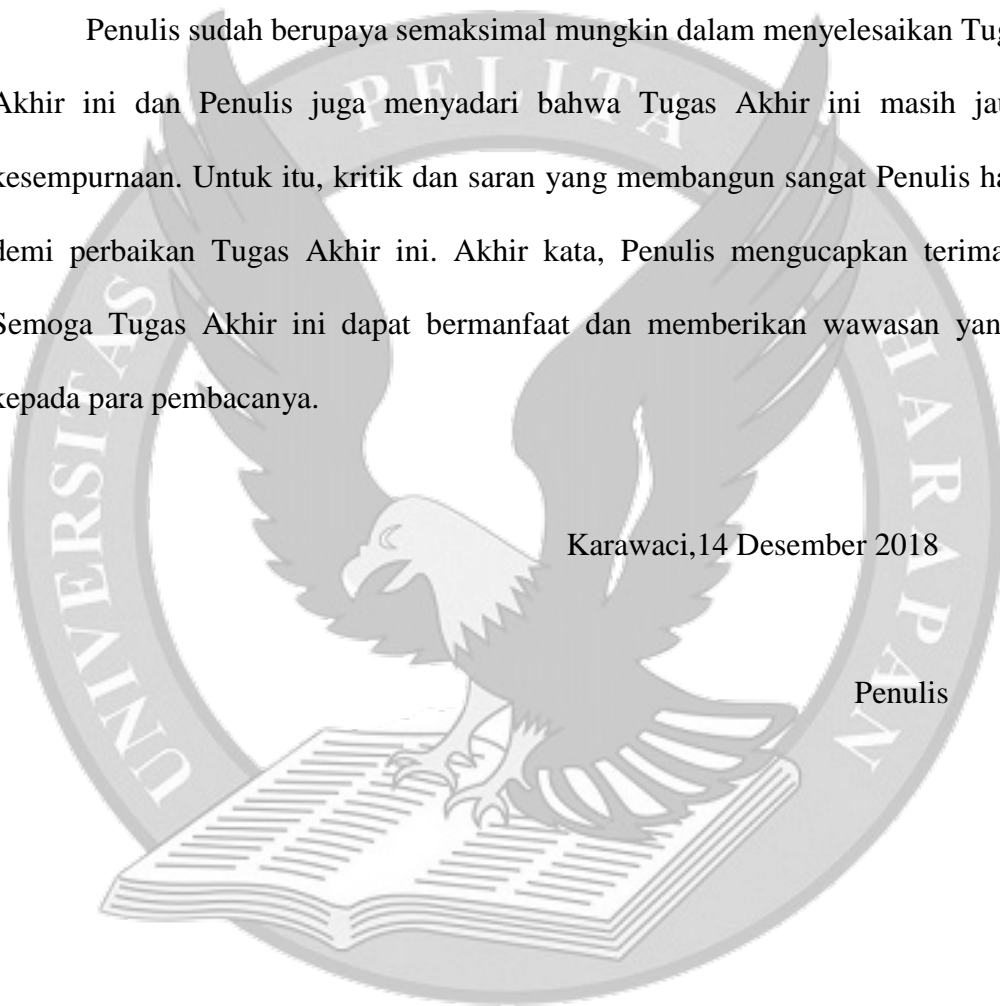 Penulis sudah berupaya semaksimal mungkin dalam menyelesaikan Tug
Akhir ini dan Penulis juga menyadari bahwa Tugas Akhir ini masih jau
kesempurnaan. Untuk itu, kritik dan saran yang membangun sangat Penulis ha
demi perbaikan Tugas Akhir ini. Akhir kata, Penulis mengucapkan terima
Semoga Tugas Akhir ini dapat bermanfaat dan memberikan wawasan yan
kepada para pembacanya.
Karawaci,14 Desember 2018
Penulis
UNIVERSITAS PELITA HARAPAN